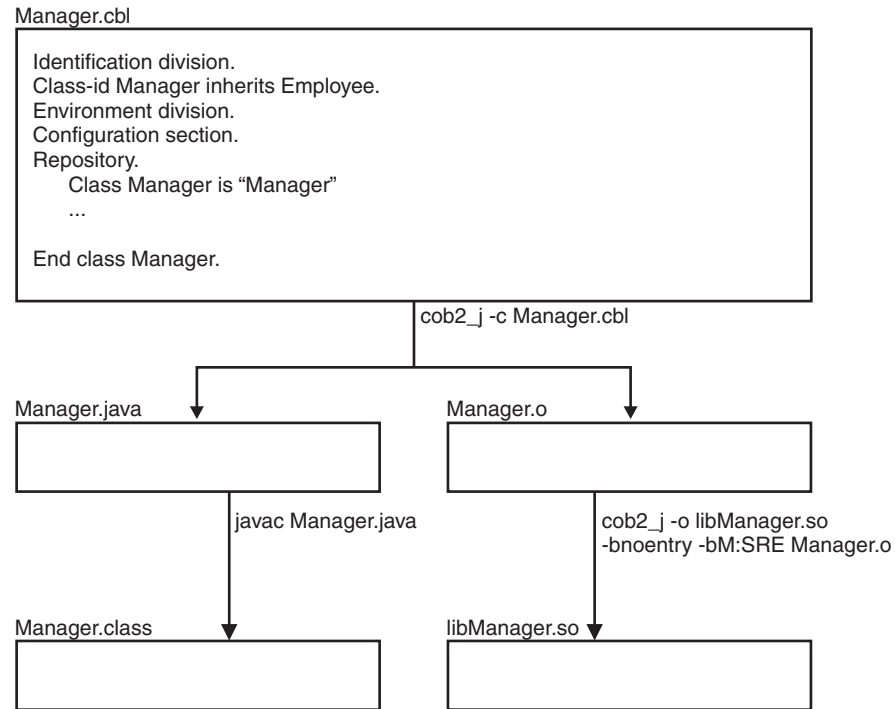 Manager.cbl
Identification division.
Class-id Manager inherits Employee.
Environment division.
Configuration section.
Repository.
Class Manager is “Manager”
...
End class Manager.
cob2_j -c Manager.cbl
Manager.java
Manager.o
javac Manager.java
cob2_j -o libManager.so
-bnoentry -bM:SRE Manager.o
Manager.class
libManager.so